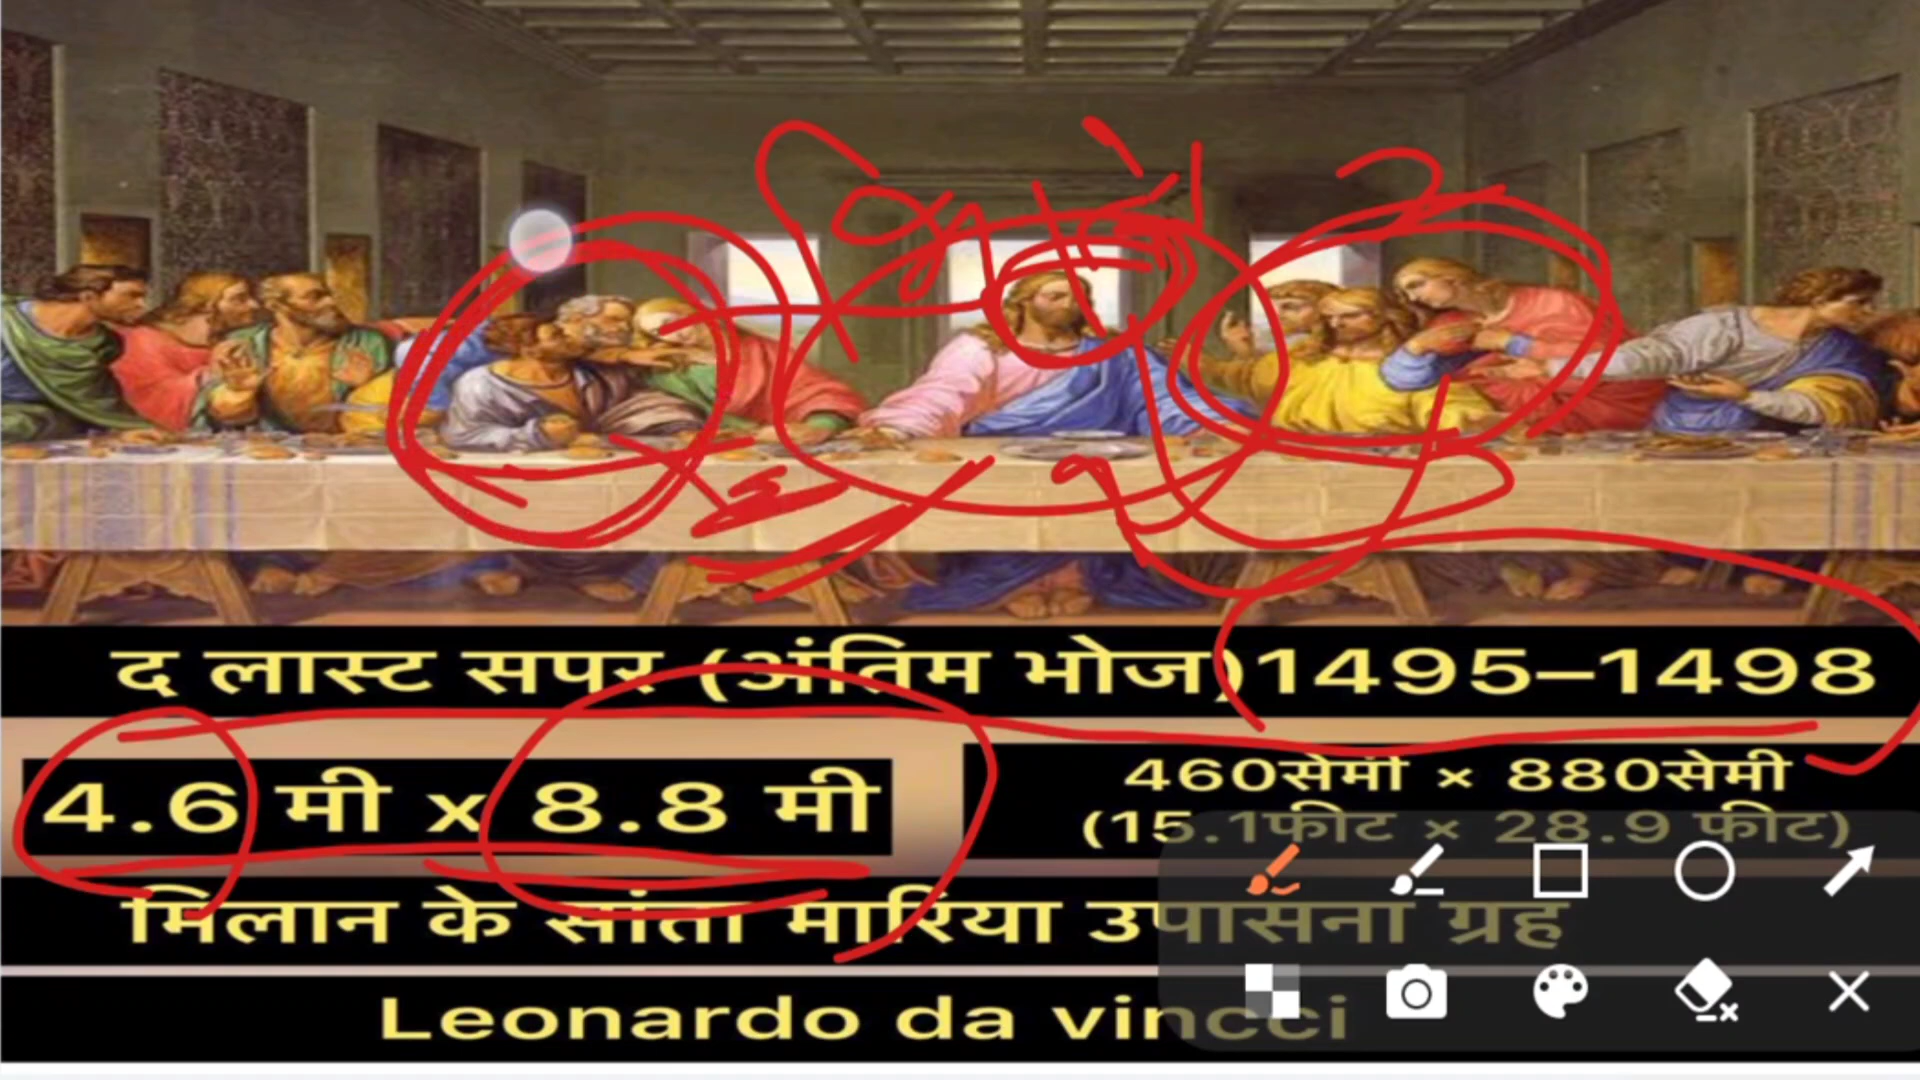 द लास्ट सपर (अंतिम भोज)1495–1498
4.6 मी x 8.8 मी
460सेमी × 880सेमी
(15.1फीट × 28.9 फीट)
मिलान के सांता मारिया उपासना ग्रह
Leonardo da vincci